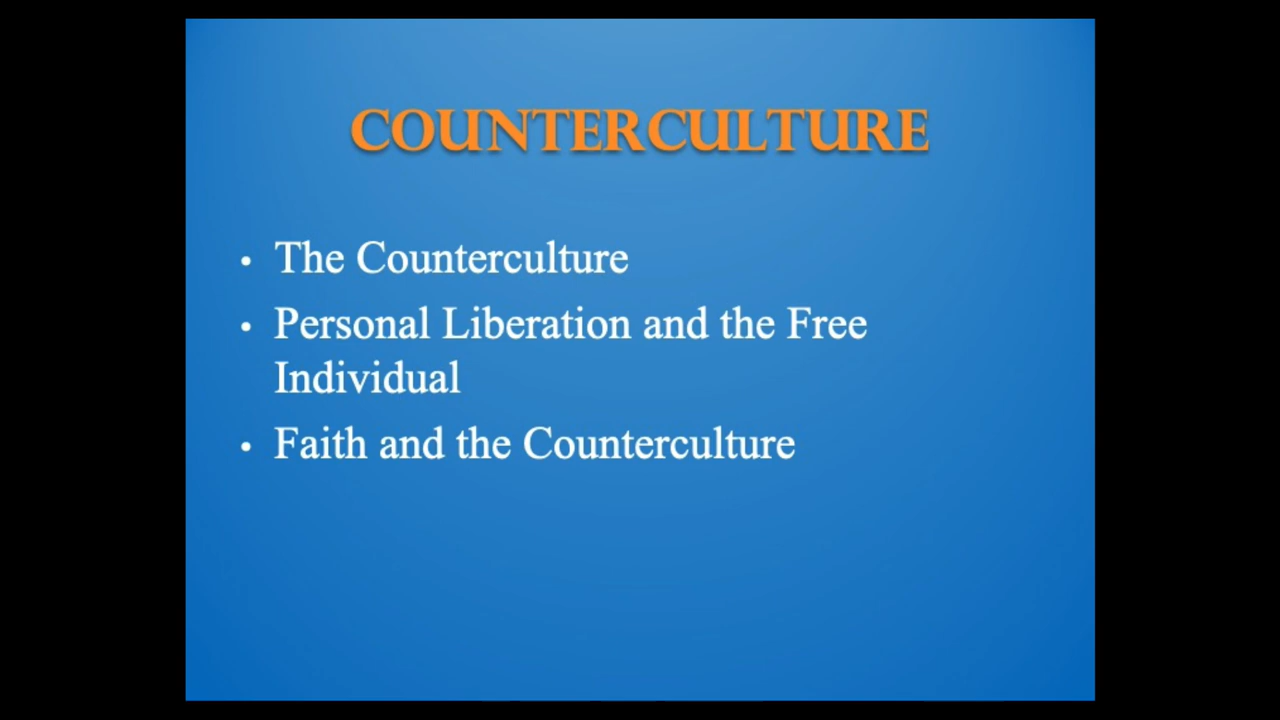 COUNTERCULTURE
• The Counterculture
• Personal Liberation and the Free
Individual
• Faith and the Counterculture